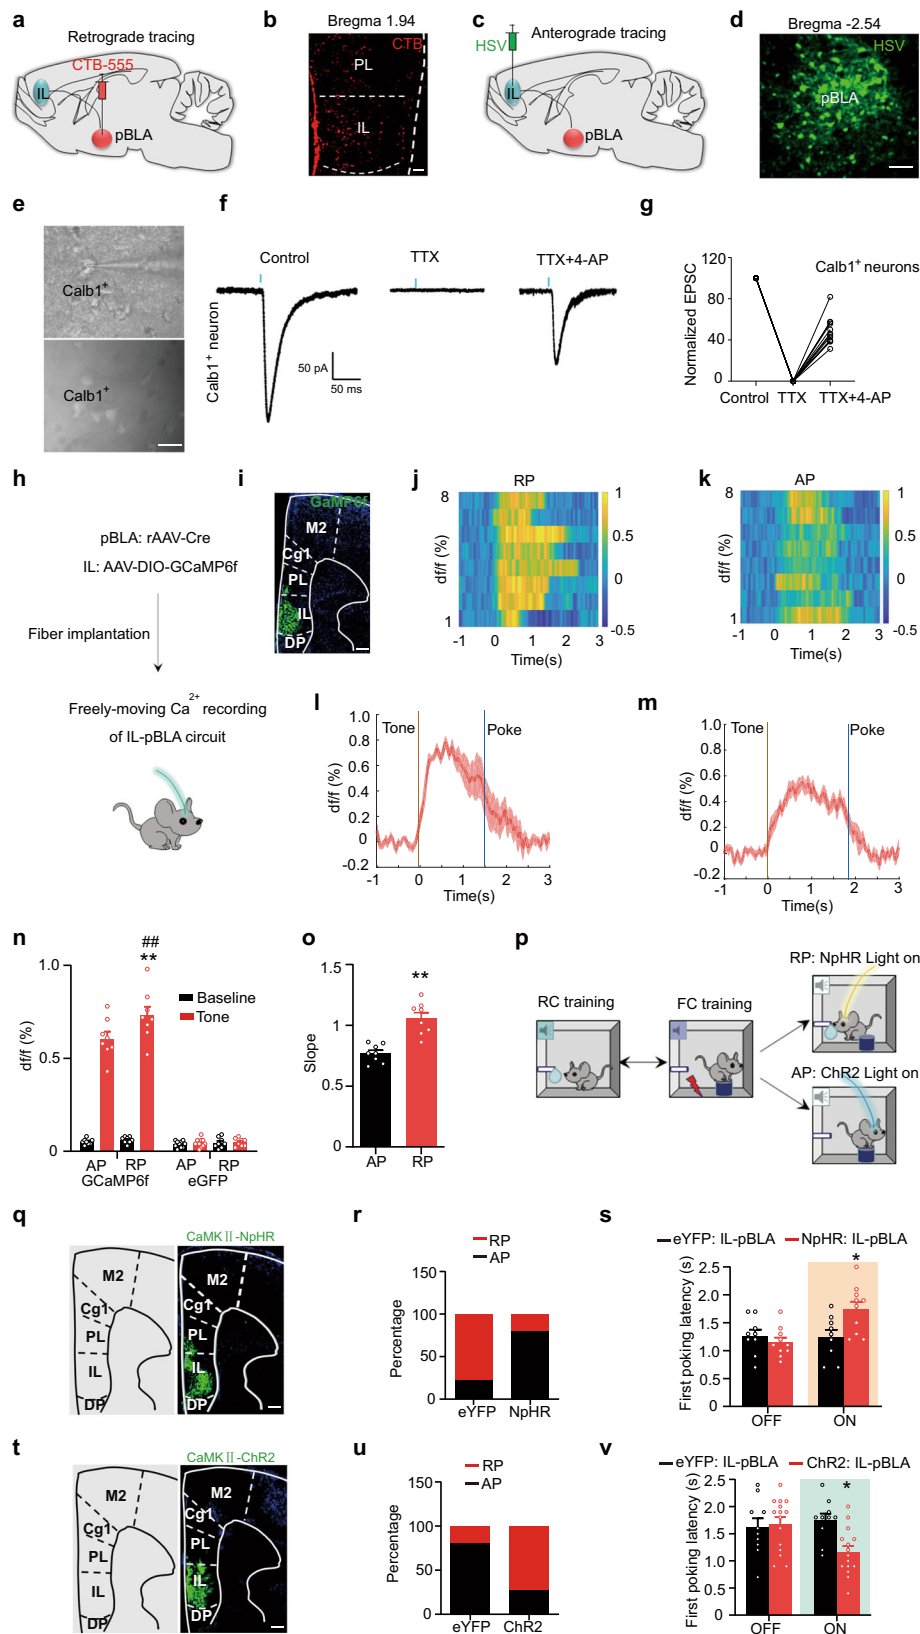 a
Retrograde tracing
CTB-555
IL
pBLA
b
Bregma 1.94
CTB
PL
IL
c
HSV
Anterograde tracing
IL
pBLA
d
Bregma -2.54
HSV
pBLA
e
Calb1+
Calb1+
f
Control
TTX
TTX+4-AP
Calb1+ neuron
50 pA
50 ms
g
Calb1+ neurons
Normalized EPSC
120
80
40
0
Control TTX TTX+4-AP
h
pBLA: rAAV-Cre
IL: AAV-DIO-GCaMP6f
Fiber implantation
Freely-moving Ca2+ recording
of IL-pBLA circuit
i
GaMP6f
M2
Cg1
PL
IL
DP
j
RP
df/f (%)
8
1
-1 0 1 2 3
Time(s)
1
0.5
0
-0.5
k
AP
df/f (%)
8
1
-1 0 1 2 3
Time(s)
1
0.5
0
-0.5
l
Tone
Poke
df/f (%)
1.0
0.8
0.6
0.4
0.2
0
-0.2
-1 0 1 2 3
Time(s)
m
Tone
Poke
df/f (%)
1.0
0.8
0.6
0.4
0.2
0
-0.2
-1 0 1 2 3
Time(s)
n
##
**
Baseline
Tone
df/f (%)
1.0
0.5
0
AP RP AP RP
GCaMP6f eGFP
o
**
Slope
1.5
1
0.5
0
AP RP
p
RC training
FC training
RP: NpHR Light on
AP: ChR2 Light on
q
CaMKⅡ-NpHR
M2
Cg1
PL
IL
DP
M2
Cg1
PL
IL
DP
r
RP
AP
Percentage
150
100
50
0
eYFP NpHR
s
eYFP: IL-pBLA NpHR: IL-pBLA
*
First poking latency (s)
2.5
2.0
1.5
1.0
0.5
0
OFF ON
t
CaMKⅡ-ChR2
M2
Cg1
PL
IL
DP
M2
Cg1
PL
IL
DP
u
RP
AP
Percentage
150
100
50
0
eYFP ChR2
v
eYFP: IL-pBLA ChR2: IL-pBLA
*
First poking latency (s)
2.5
2.0
1.5
1.0
0.5
0
OFF ON